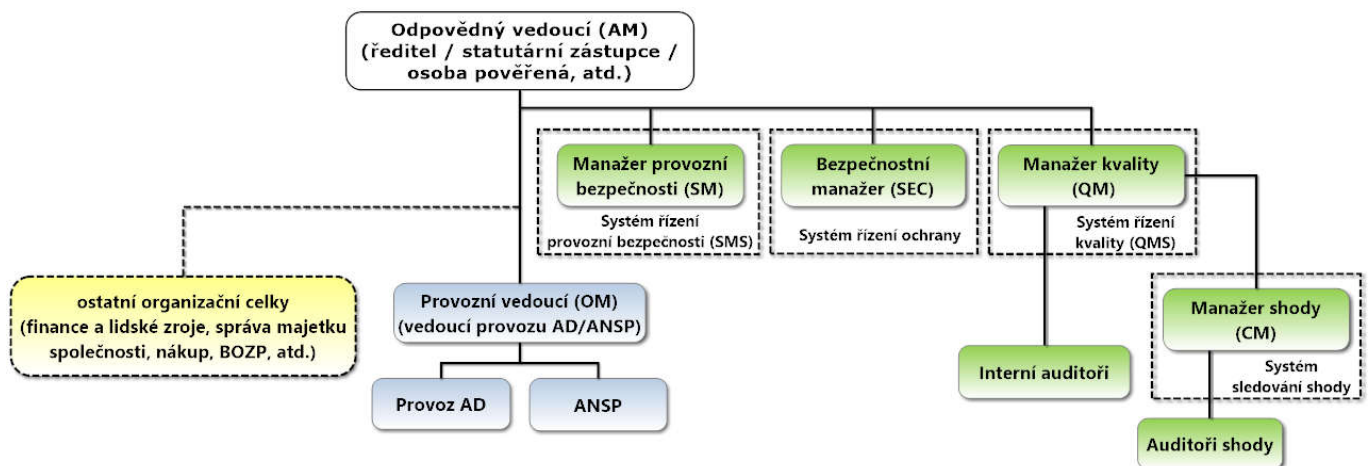 Odpovědný vedoucí (AM)
(ředitel / statutární zástupce /
osoba pověřená, atd.)
Manažer provozní
bezpečnosti (SM)
Systém řízení
provozní bezpečnosti (SMS)
Bezpečnostní
manažer (SEC)
Systém řízení ochrany
Manažer kvality
(QM)
Systém řízení
kvality (QMS)
ostatní organizační celky
(finance a lidské zroje, správa majetku
společnosti, nákup, BOZP, atd.)
Provozní vedoucí (OM)
(vedoucí provozu AD/ANSP)
Manažer shody
(CM)
Systém
sledování shody
Interní auditoři
Provoz AD
ANSP
Auditoři shody